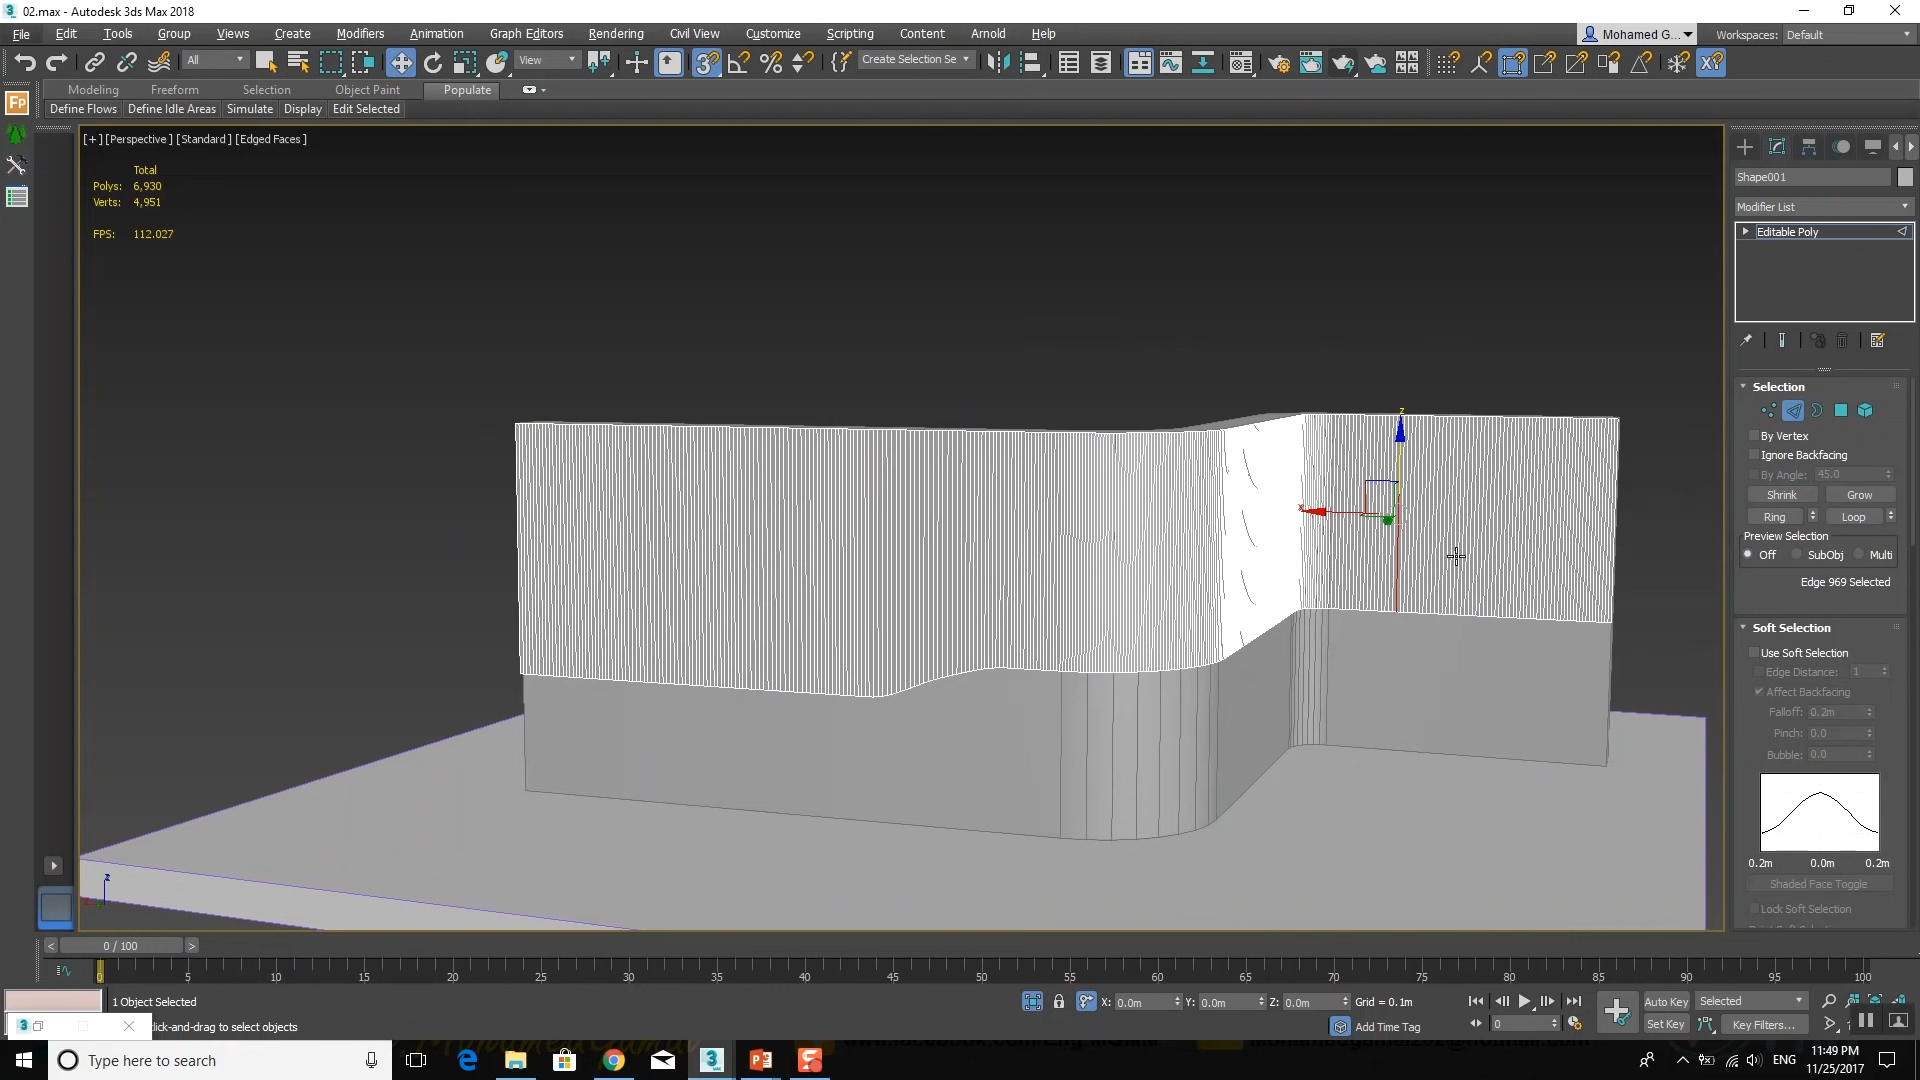 02.max - Autodesk 3ds Max 2018
File Edit Tools Group Views Create Modifiers Animation Graph Editors Rendering Civil View Customize Scripting Content Arnold Help
Mohamed G... Workspaces: Default
All View Create Selection Se
Modeling Freeform Selection Object Paint Populate
Define Flows Define Idle Areas Simulate Display Edit Selected
[+] [Perspective] [Standard] [Edged Faces]
Total
Polys: 6,930
Verts: 4,951
FPS: 112.027
z
x
z
Shape001
Modifier List
Editable Poly
Selection
By Vertex
Ignore Backfacing
By Angle: 45.0
Shrink Grow
Ring Loop
Preview Selection
Off SubObj Multi
Edge 969 Selected
Soft Selection
Use Soft Selection
Edge Distance: 1
Affect Backfacing
Falloff: 0.2m
Pinch: 0.0
Bubble: 0.0
0.2m 0.0m 0.2m
Shaded Face Toggle
Lock Soft Selection
0 / 100
0 5 10 15 20 25 30 35 40 45 50 55 60 65 70 75 80 85 90 95 100
1 Object Selected
click-and-drag to select objects
X: 0.0m Y: 0.0m Z: 0.0m Grid = 0.1m
Add Time Tag
0
Auto Key Selected
Set Key Key Filters...
Type here to search
ENG
11:49 PM
11/25/2017